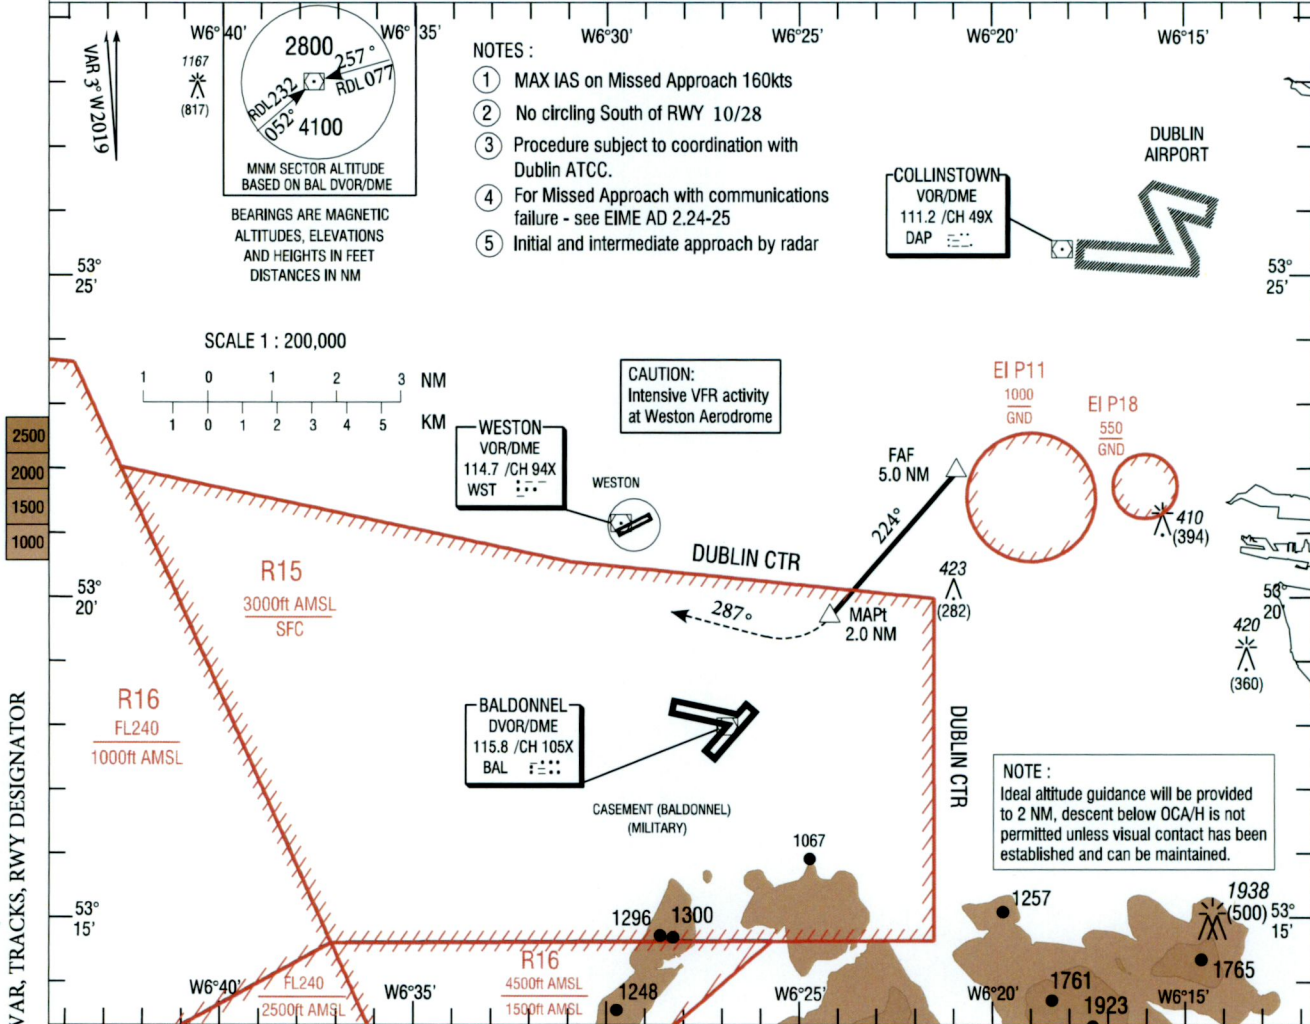 W6° 40'
W6° 35'
W6°30'
W6°25'
W6°20'
W6°15'
VAR 3° W2019
1167
(817)
2800
257°
RDL 077
RDL 232
052°
4100
MNM SECTOR ALTITUDE
BASED ON BAL DVOR/DME
BEARINGS ARE MAGNETIC
ALTITUDES, ELEVATIONS
AND HEIGHTS IN FEET
DISTANCES IN NM
NOTES :
1 MAX IAS on Missed Approach 160kts
2 No circling South of RWY 10/28
3 Procedure subject to coordination with
Dublin ATCC.
4 For Missed Approach with communications
failure - see EIME AD 2.24-25
5 Initial and intermediate approach by radar
DUBLIN
AIRPORT
COLLINSTOWN
VOR/DME
111.2 /CH 49X
DAP
53°
25'
53°
25'
SCALE 1 : 200,000
1 0 1 2 3 NM
1 0 1 2 3 4 5 KM
CAUTION:
Intensive VFR activity
at Weston Aerodrome
EI P11
1000
GND
EI P18
550
GND
2500
2000
1500
1000
WESTON
VOR/DME
114.7 /CH 94X
WST
WESTON
FAF
5.0 NM
224°
410
(394)
DUBLIN CTR
R15
3000ft AMSL
SFC
423
(282)
53°
20'
53°
20'
287°
MAPt
2.0 NM
420
(360)
R16
FL240
1000ft AMSL
BALDONNEL
DVOR/DME
115.8 /CH 105X
BAL
DUBLIN CTR
CASEMENT (BALDONNEL)
(MILITARY)
NOTE :
Ideal altitude guidance will be provided
to 2 NM, descent below OCA/H is not
permitted unless visual contact has been
established and can be maintained.
VAR, TRACKS, RWY DESIGNATOR
1067
1257
1938
(500)
53°
15'
53°
15'
1296
1300
1765
R16
4500ft AMSL
1500ft AMSL
FL240
2500ft AMSL
1248
1761
1923
W6°40'
W6°35'
W6°25'
W6°20'
W6°15'